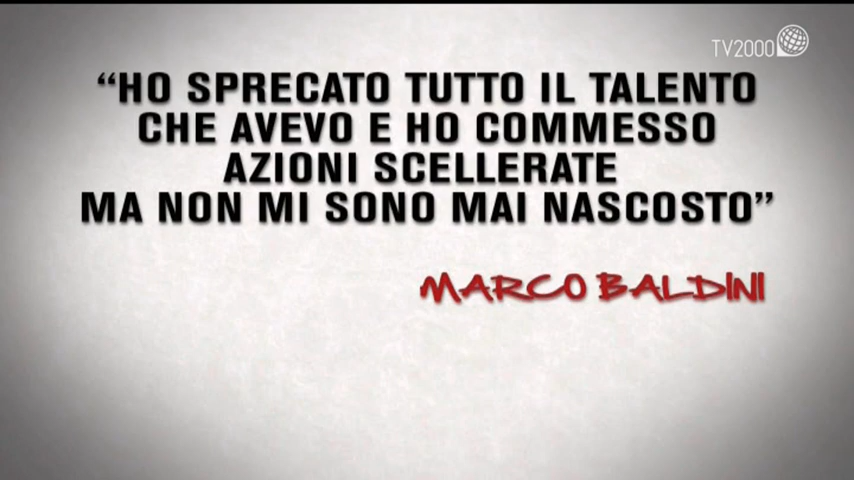 TV2000
“HO SPRECATO TUTTO IL TALENTO
CHE AVEVO E HO COMMESSO
AZIONI SCELLERATE
MA NON MI SONO MAI NASCOSTO”
MARCO BALDINI